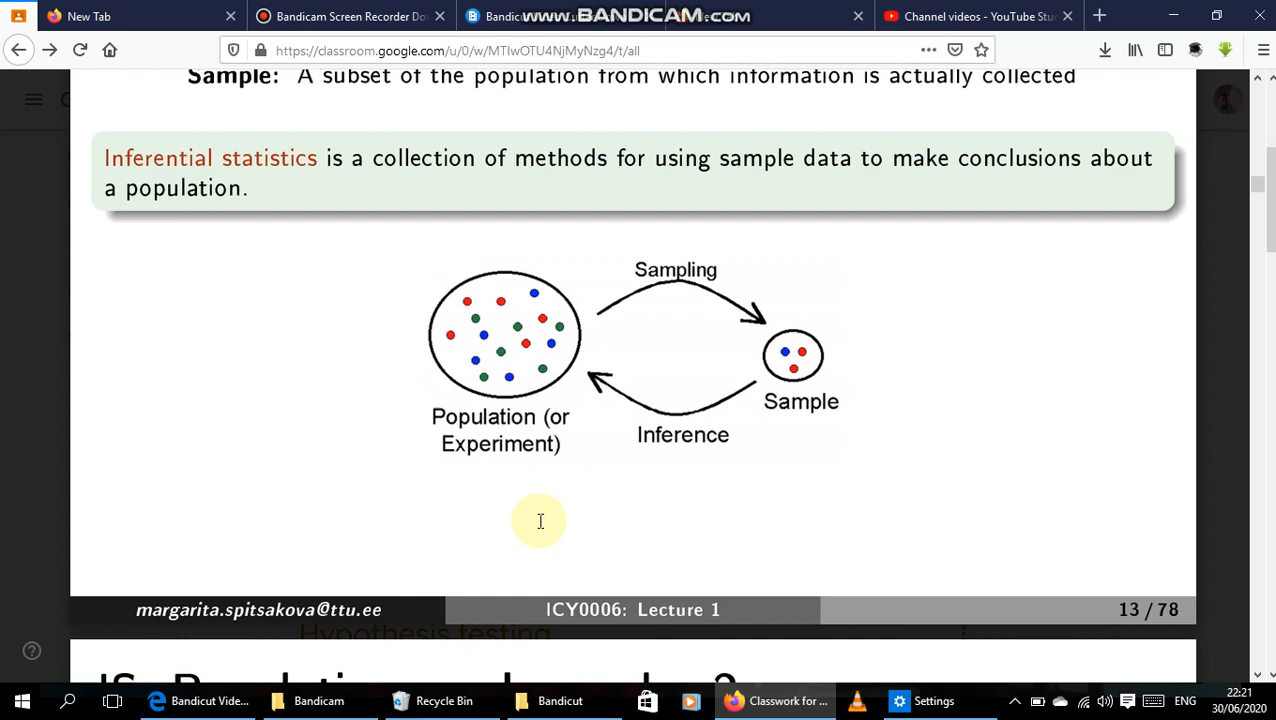 New Tab
Bandicam Screen Recorder Do
Bandicu
www.BANDICAM.com
Channel videos - YouTube Stu
https://classroom.google.com/u/0/w/MTIwOTU4NjMyNzg4/t/all
Sample: A subset of the population from which information is actually collected
Inferential statistics is a collection of methods for using sample data to make conclusions about
a population.
Sampling
Population (or
Experiment)
Sample
Inference
margarita.spitsakova@ttu.ee
ICY0006: Lecture 1
13 / 78
Hypothesis testing
Bandicut Vide...
Bandicam
Recycle Bin
Bandicut
Classwork for ...
Settings
ENG
22:21
30/06/2020